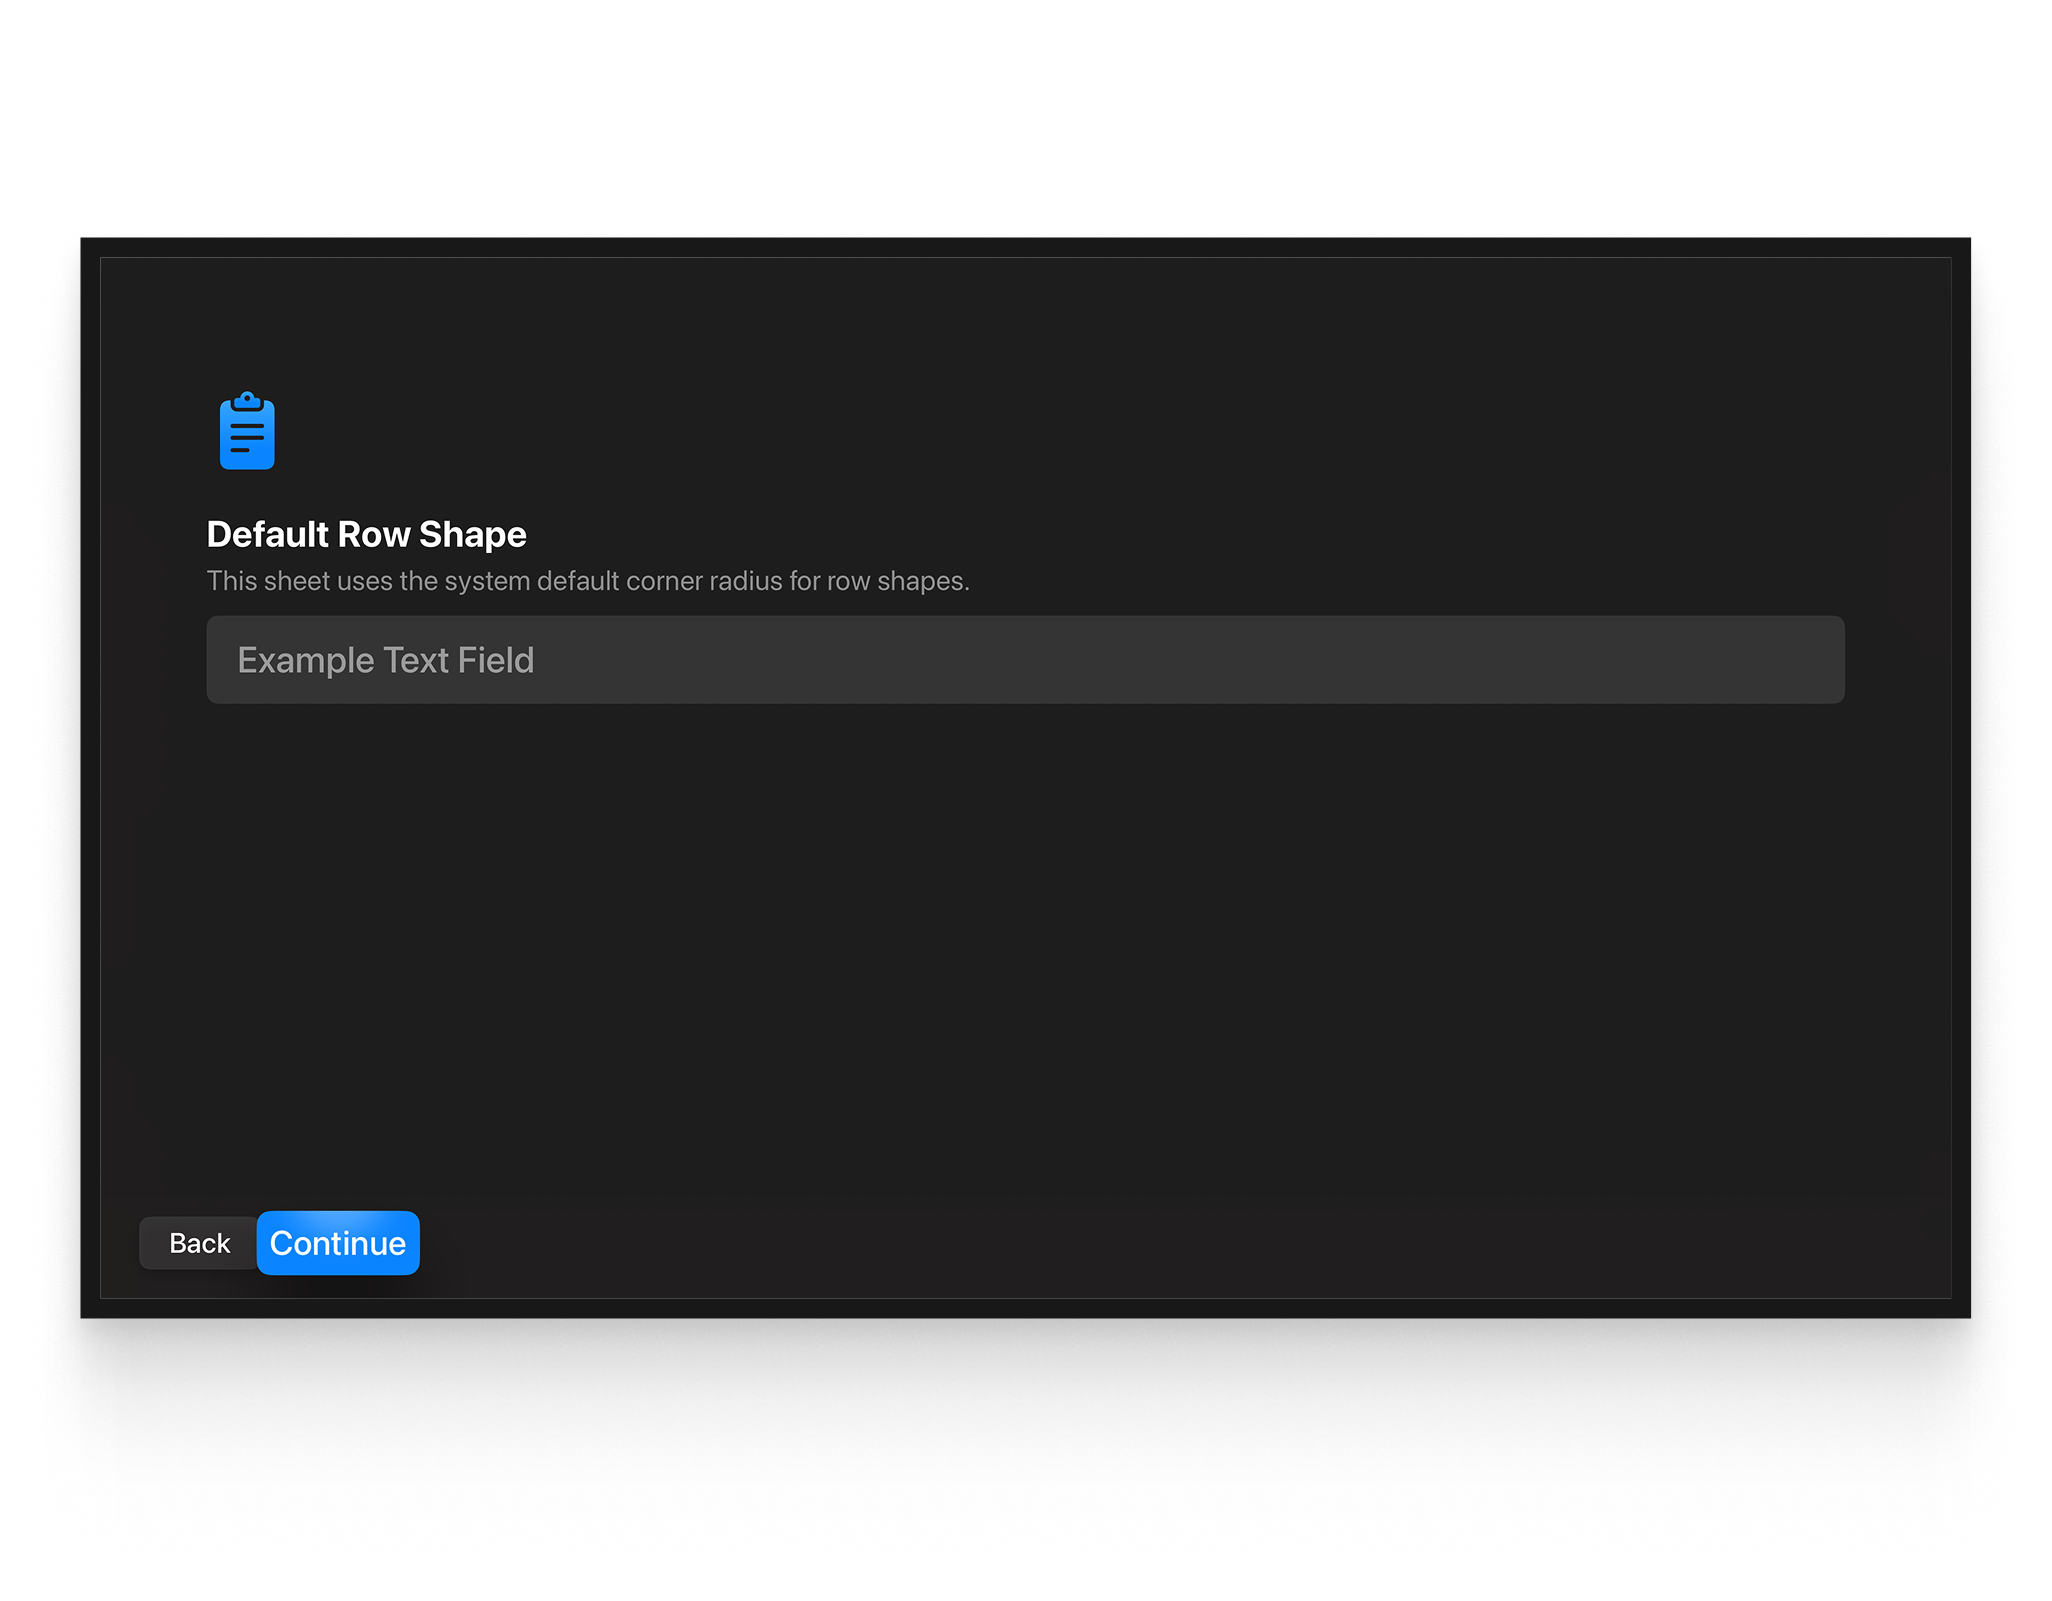 Default Row Shape
This sheet uses the system default corner radius for row shapes.
Example Text Field
Back
Continue